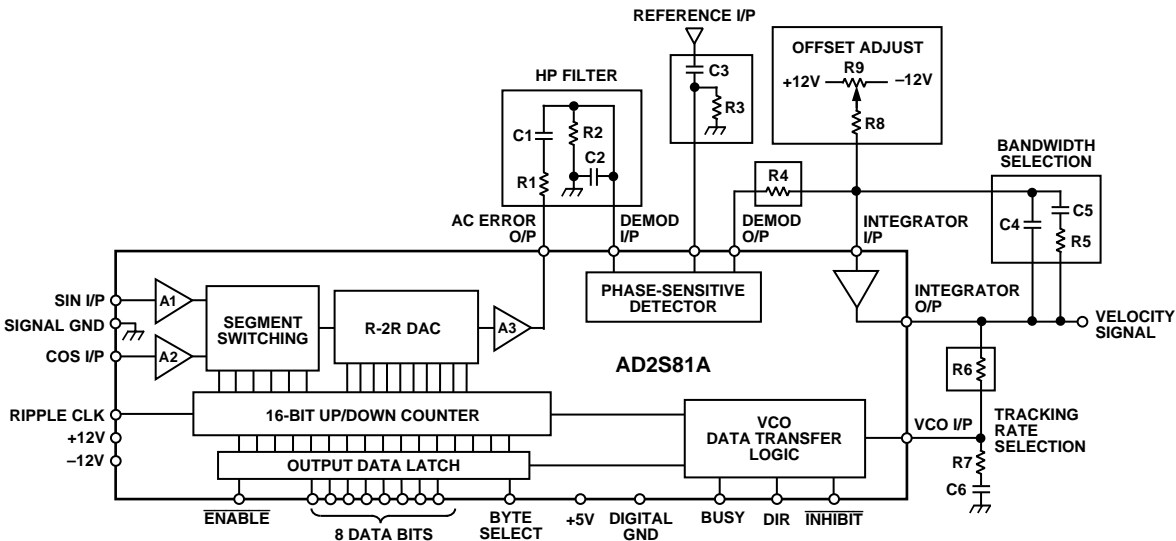 REFERENCE I/P
OFFSET ADJUST
R9
+12V
–12V
R8
HP FILTER
C3
R3
C1
R2
C2
R1
R4
BANDWIDTH
SELECTION
C4
C5
R5
AC ERROR
O/P
DEMOD
I/P
DEMOD
O/P
INTEGRATOR
I/P
SIN I/P
A1
SIGNAL GND
COS I/P
A2
SEGMENT
SWITCHING
R-2R DAC
A3
PHASE-SENSITIVE
DETECTOR
INTEGRATOR
O/P
VELOCITY
SIGNAL
AD2S81A
R6
RIPPLE CLK
16-BIT UP/DOWN COUNTER
VCO
DATA TRANSFER
LOGIC
VCO I/P
TRACKING
RATE
SELECTION
+12V
–12V
OUTPUT DATA LATCH
R7
C6
ENABLE
8 DATA BITS
BYTE
SELECT
+5V
DIGITAL
GND
BUSY
DIR
INHIBIT